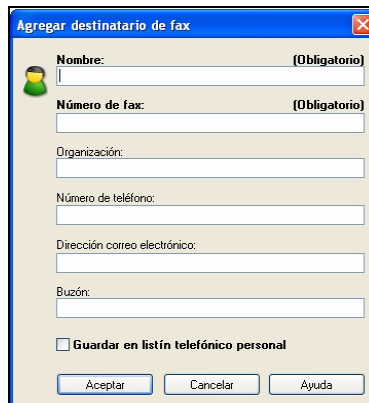 Agregar destinatario de fax
Nombre: (Obligatorio)
Número de fax: (Obligatorio)
Organización:
Número de teléfono:
Dirección correo electrónico:
Buzón:
Guardar en listín telefónico personal
Aceptar Cancelar Ayuda